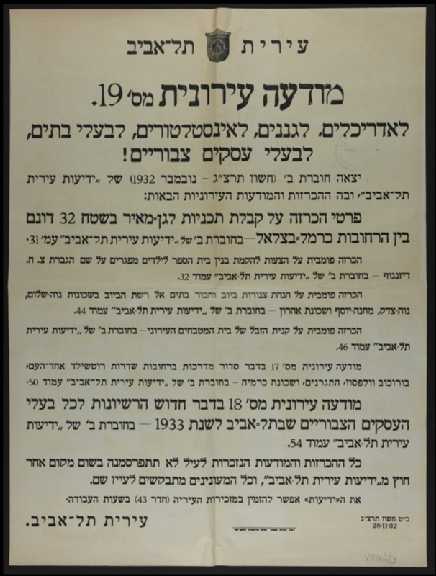 עירית תל־אביב
מודעה עירונית מס׳ 19.
לאדריכלים, לגננים, לאינסטלטורים, לבעלי בתים,
לבעלי עסקים צבוריים!
יצאה חוברת ב׳ (חשון תרצ״ג – נובמבר 1932) של „ידיעות עירית
תל־אביב״, ובה ההכרזות והמודעות העירוניות הבאות:
פרטי הכרזה על קבלת תכניות לגן־מאיר בשטח 32 דונם
בין הרחובות כרמל־בצלאל – בחוברת ב׳ של „ידיעות עירית תל־אביב״ עמ׳ 31.
הכרזה פומבית על הצעות להקמת בנין בית הספר לילדים מפגרים על שם הגברת צ. ח.
דיזנגוף – בחוברת ב׳ של „ידיעות עירית תל־אביב״ עמוד 32.
הכרזה פומבית על הנחת צנורות ביוב וחבור בתים אל רשת הביוב בשכונות נוה־שלום,
נוה־צדק, מחנה־יוסף ושכונת אהרון – בחוברת ב׳ של „ידיעות עירית תל־אביב״ עמוד 44.
הכרזה פומבית על קנית הזבל של בית המטבחים העירוני – בחוברת ב׳ של „ידיעות עירית
תל־אביב״ עמוד 46.
מודעה עירונית מס׳ 17 בדבר סדור מדרכות ברחובות שדרות רוטשילד אחד־העם,
בורוכוב וולפסון, התגרנים, ושכונת כרמיה – בחוברת ב׳ של „ידיעות עירית תל־אביב״ עמוד 50.
מודעה עירונית מס׳ 18 בדבר חדוש הרשיונות לכל בעלי
העסקים הצבוריים שבתל־אביב לשנת 1933 – בחוברת ב׳ של „ידיעות
עירית תל־אביב״ עמוד 54.
כל ההכרזות והמודעות הנזכרות לעיל לא תתפרסמנה בשום מקום אחר
חוץ מ„ידיעות עירית תל־אביב״, וכל המעונינים מתבקשים לעיין שם.
את ה„ידיעות״ אפשר להזמין במזכירות העיריה (חדר 43) בשעות העבודה.
עירית תל־אביב.
כ״ט חשון תרצ״ג
28-11-32